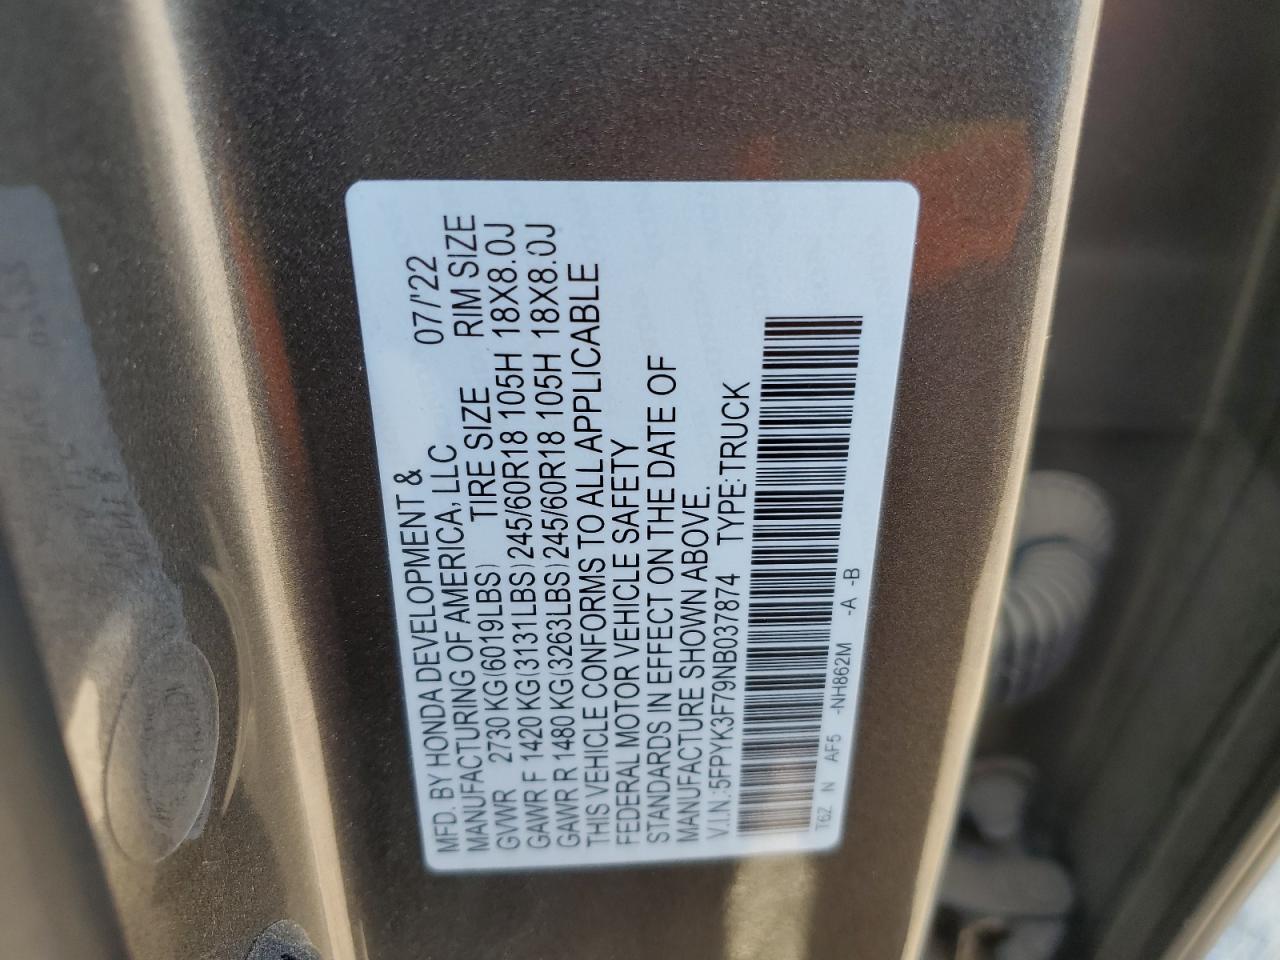 MFD. BY HONDA DEVELOPMENT &
MANUFACTURING OF AMERICA, LLC 07/'22
GVWR 2730 KG(6019LBS) TIRE SIZE RIM SIZE
GAWR F 1420 KG(3131LBS) 245/60R18 105H 18X8.0J
GAWR R 1480 KG(3263LBS) 245/60R18 105H 18X8.0J
THIS VEHICLE CONFORMS TO ALL APPLICABLE
FEDERAL MOTOR VEHICLE SAFETY
STANDARDS IN EFFECT ON THE DATE OF
MANUFACTURE SHOWN ABOVE.
V.I.N.:5FPYK3F79NB037874 TYPE:TRUCK
T6Z N AF5 -NH862M -A -B